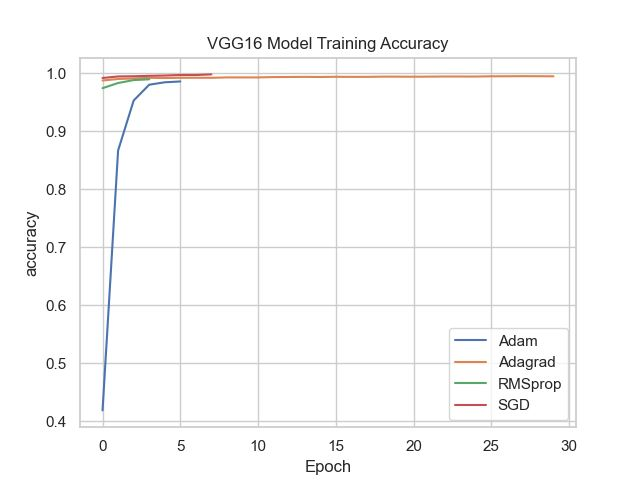 VGG16 Model Training Accuracy
1.0
0.9
0.8
0.7
0.6
0.5
0.4
accuracy
0 5 10 15 20 25 30
Epoch
Adam
Adagrad
RMSprop
SGD